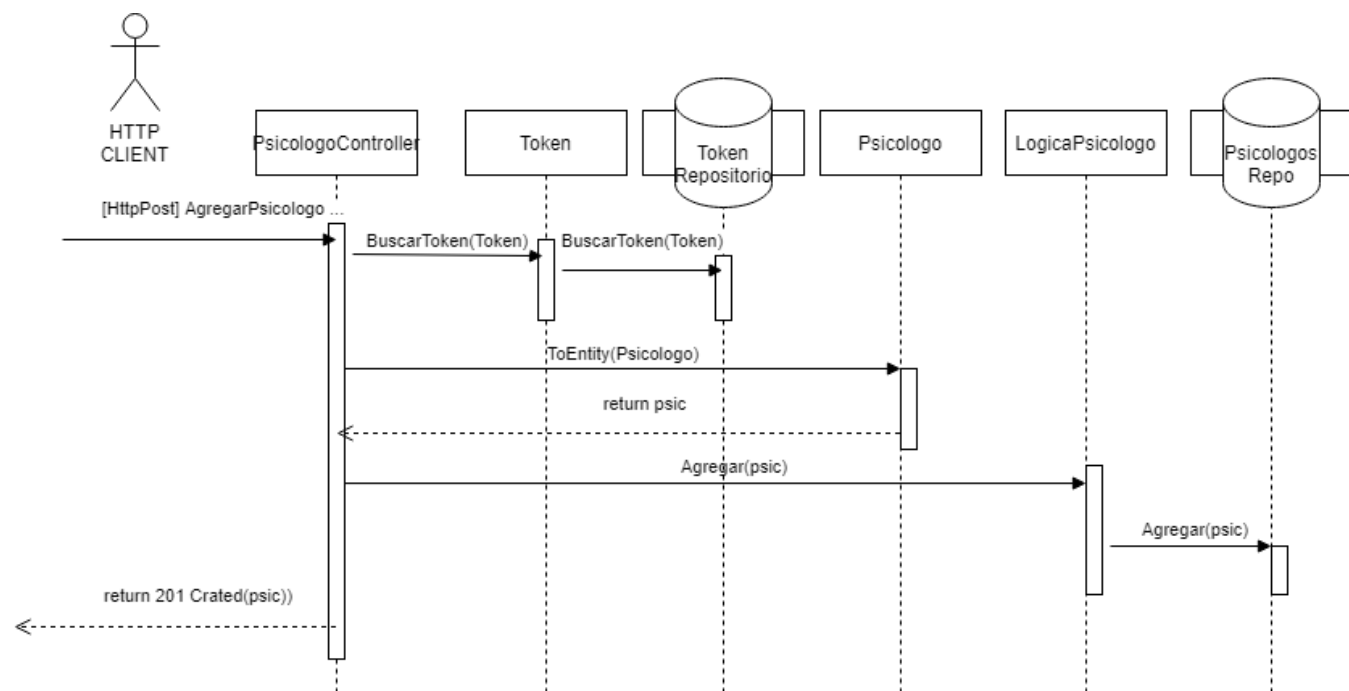 HTTP
CLIENT
PsicologoController
Token
Token
Repositorio
Psicologo
LogicaPsicologo
Psicologos
Repo
[HttpPost] AgregarPsicologo ...
BuscarToken(Token)
BuscarToken(Token)
ToEntity(Psicologo)
return psic
Agregar(psic)
Agregar(psic)
return 201 Crated(psic))